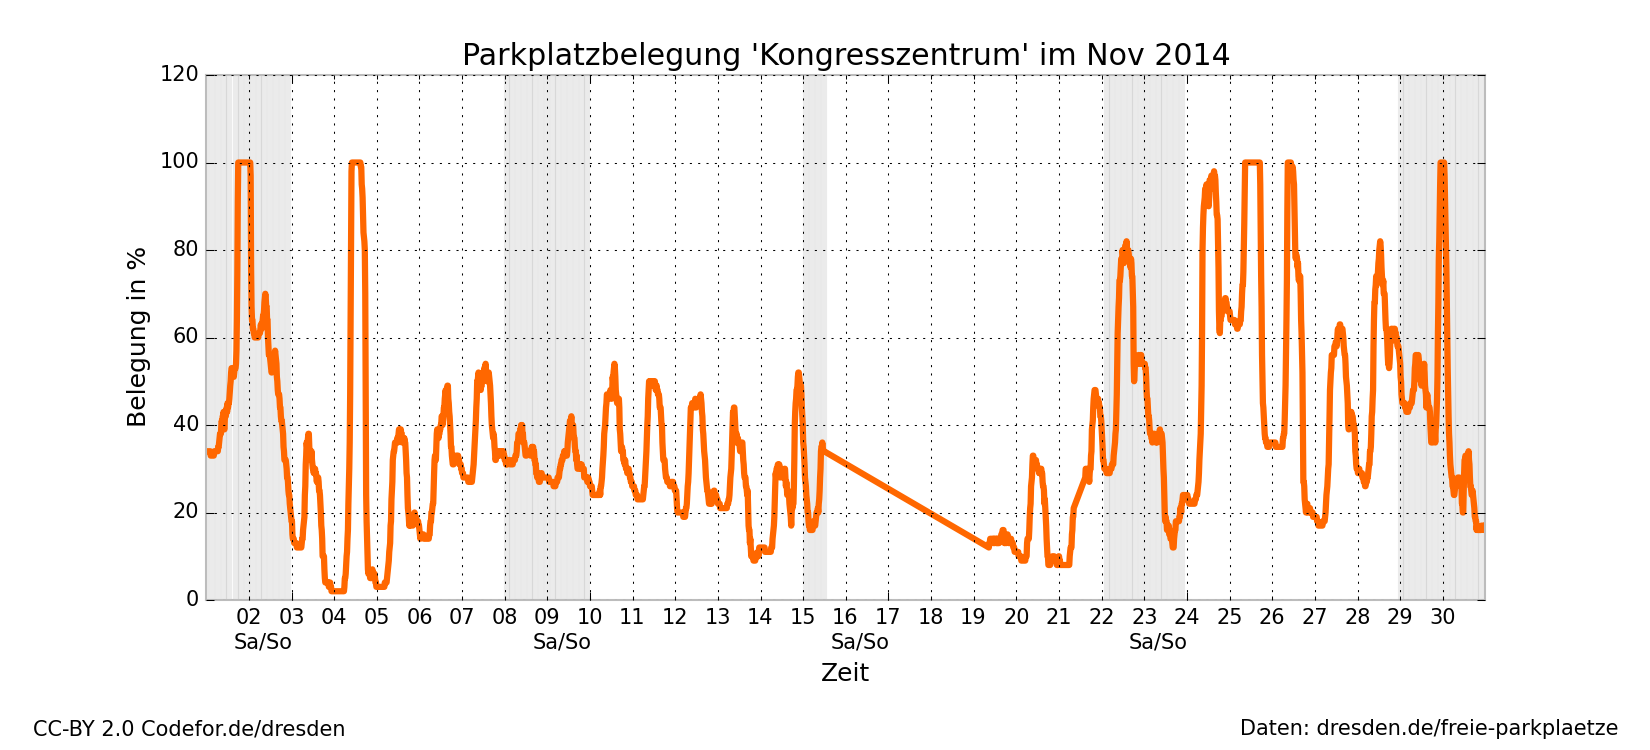 Parkplatzbelegung 'Kongresszentrum' im Nov 2014
120
100
80
60
40
20
0
Belegung in %
02 03 04 05 06 07 08 09 10 11 12 13 14 15 16 17 18 19 20 21 22 23 24 25 26 27 28 29 30
Sa/So Sa/So Sa/So Sa/So
Zeit
CC-BY 2.0 Codefor.de/dresden
Daten: dresden.de/freie-parkplaetze